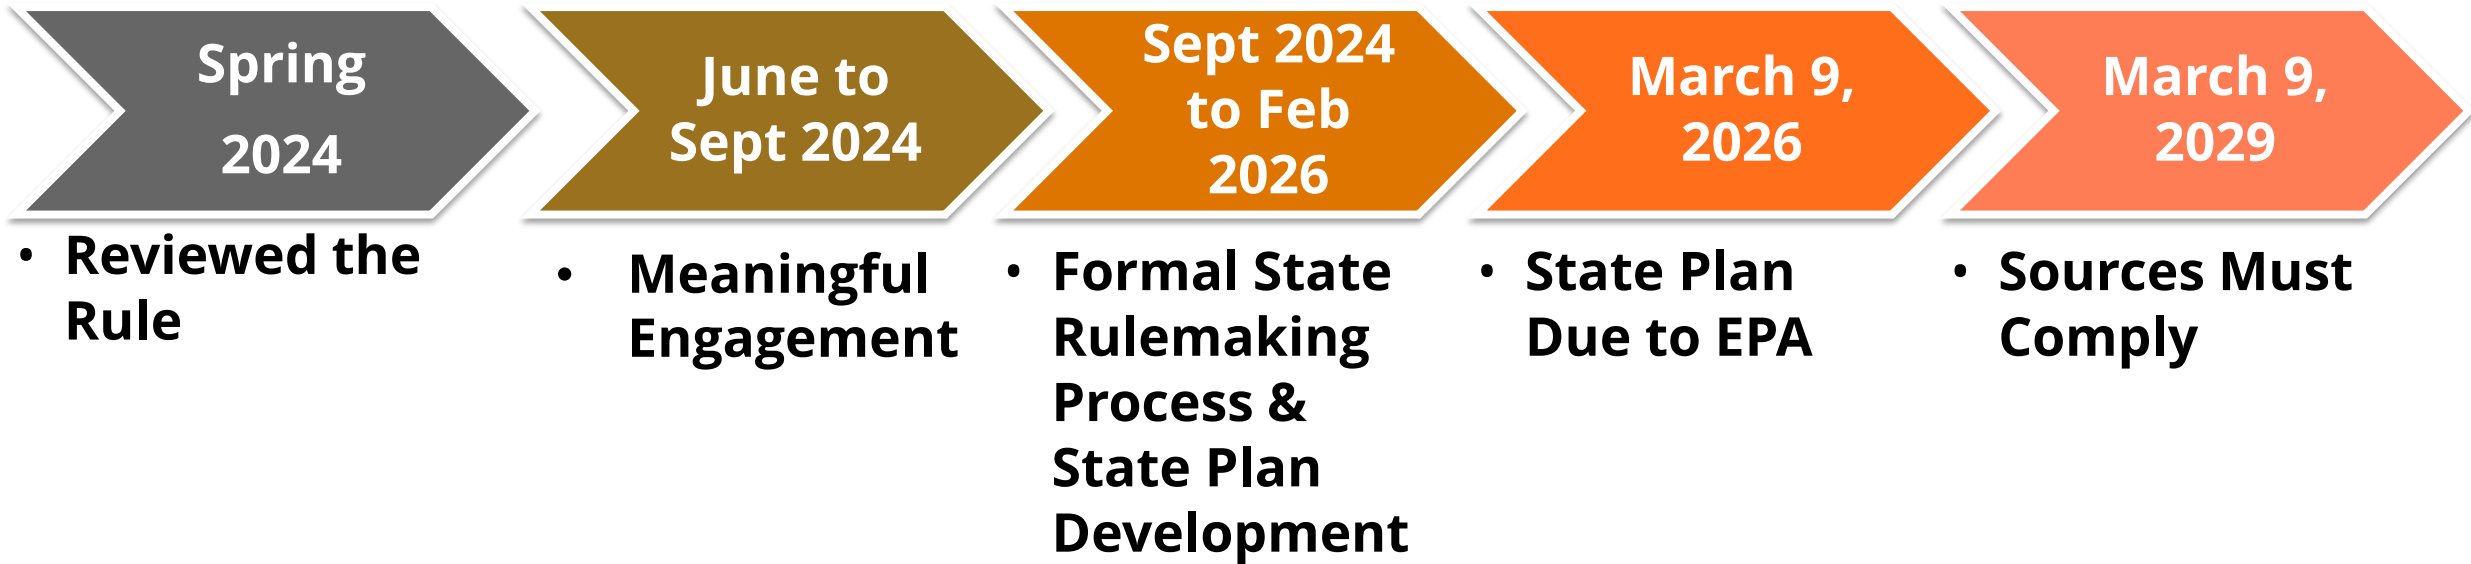 Spring
2024
June to
Sept 2024
Sept 2024
to Feb
2026
March 9,
2026
March 9,
2029
• Reviewed the
Rule
• Meaningful
Engagement
• Formal State
Rulemaking
Process &
State Plan
Development
• State Plan
Due to EPA
• Sources Must
Comply